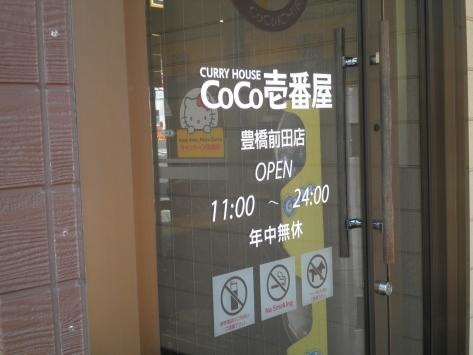 CURRY HOUSE
CoCo壱番屋
豊橋前田店
OPEN
11:00 ～ 24:00
年中無休
No Smoking